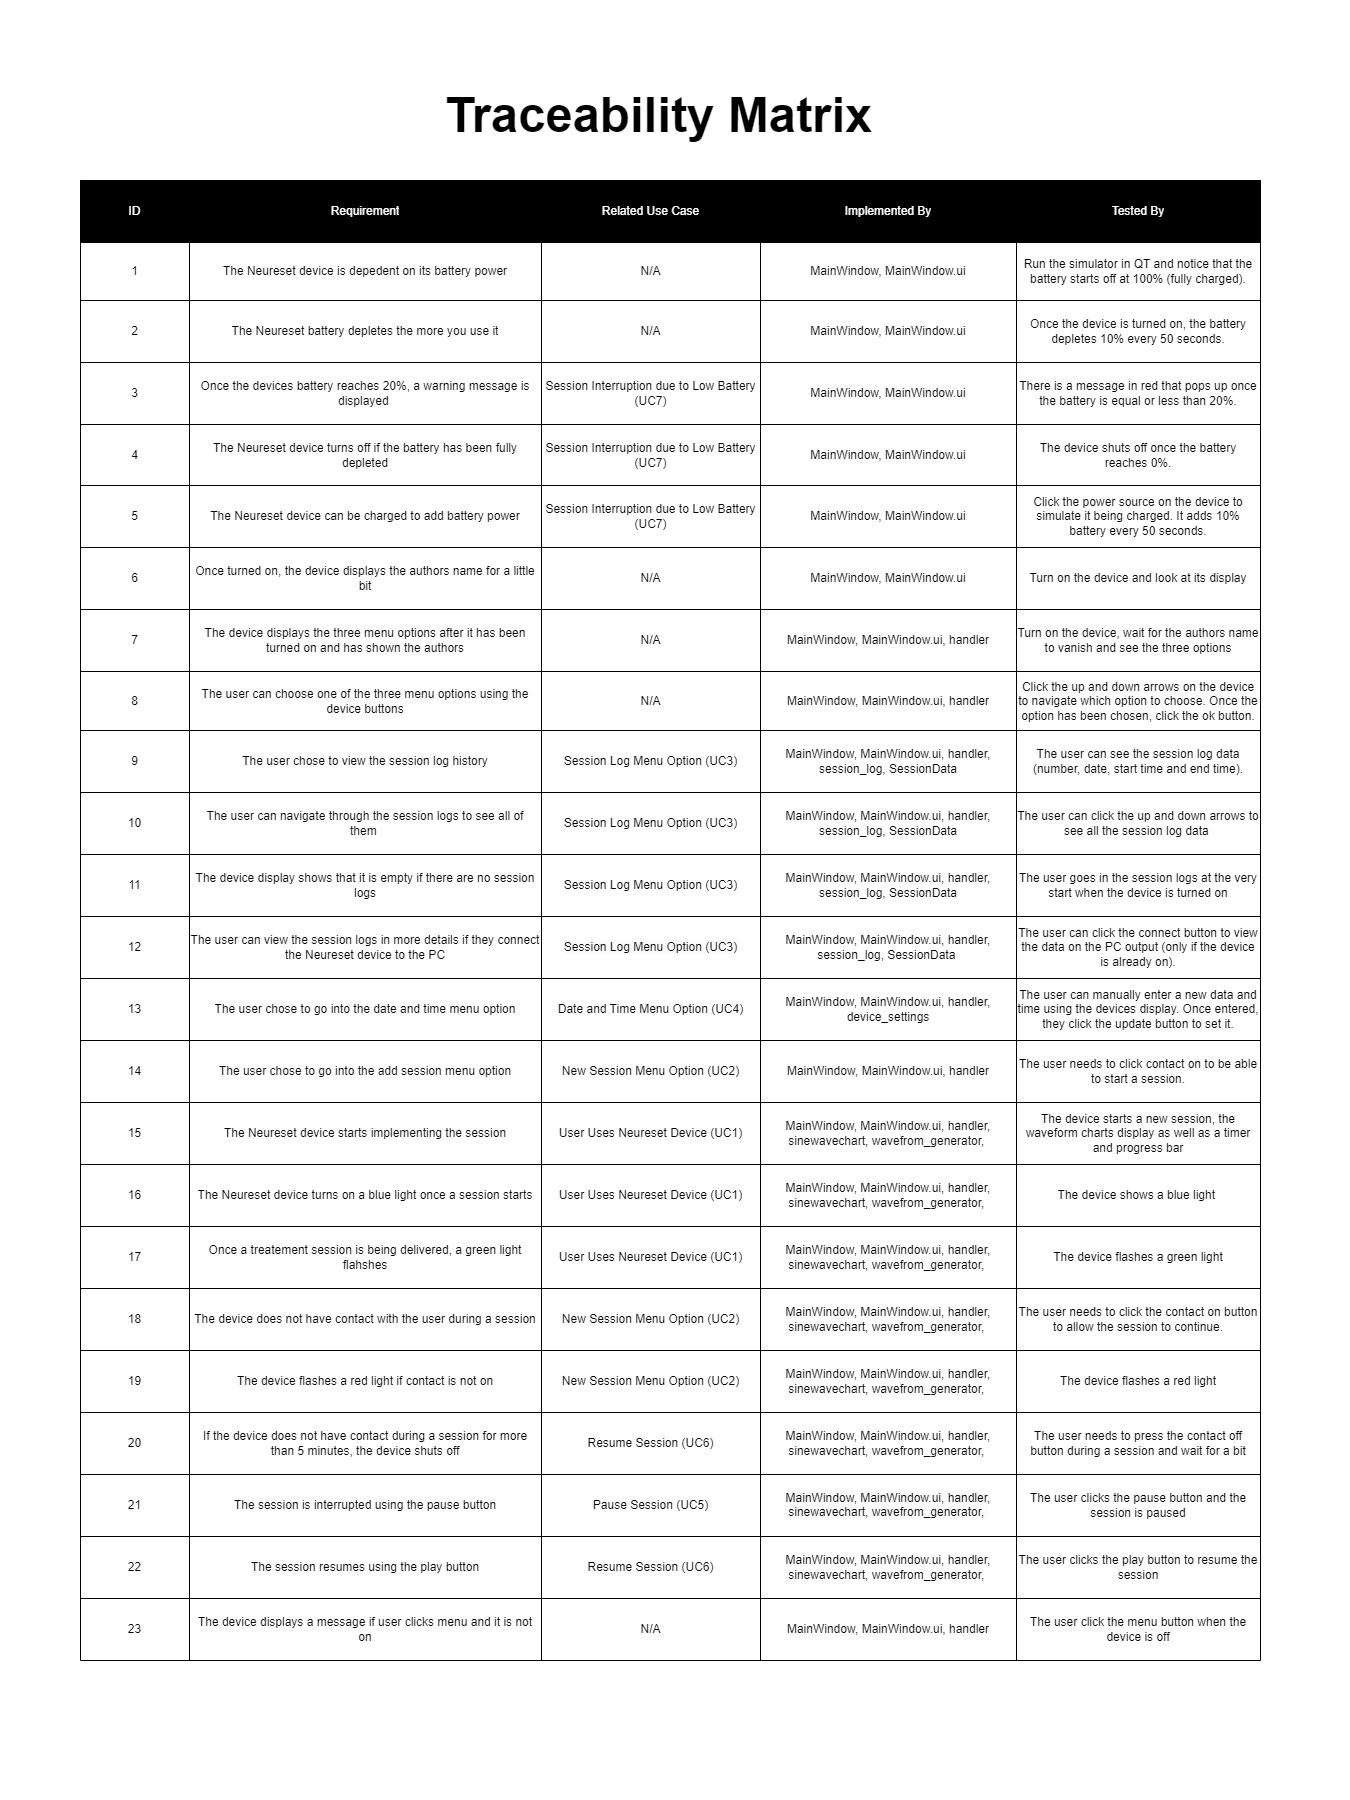 Traceability Matrix
ID Requirement Related Use Case Implemented By Tested By
1 The Neureset device is depedent on its battery power N/A MainWindow, MainWindow.ui Run the simulator in QT and notice that the
battery starts off at 100% (fully charged).
2 The Neureset battery depletes the more you use it N/A MainWindow, MainWindow.ui Once the device is turned on, the battery
depletes 10% every 50 seconds.
3 Once the devices battery reaches 20%, a warning message is
displayed
Session Interruption due to Low Battery
(UC7)
MainWindow, MainWindow.ui
There is a message in red that pops up once
the battery is equal or less than 20%.
4 The Neureset device turns off if the battery has been fully
depleted
Session Interruption due to Low Battery
(UC7)
MainWindow, MainWindow.ui
The device shuts off once the battery
reaches 0%.
5 The Neureset device can be charged to add battery power
Session Interruption due to Low Battery
(UC7)
MainWindow, MainWindow.ui
Click the power source on the device to
simulate it being charged. It adds 10%
battery every 50 seconds.
6 Once turned on, the device displays the authors name for a little
bit
N/A
MainWindow, MainWindow.ui
Turn on the device and look at its display
7 The device displays the three menu options after it has been
turned on and has shown the authors
N/A
MainWindow, MainWindow.ui, handler
Turn on the device, wait for the authors name
to vanish and see the three options
8 The user can choose one of the three menu options using the
device buttons
N/A
MainWindow, MainWindow.ui, handler
Click the up and down arrows on the device
to navigate which option to choose. Once the
option has been chosen, click the ok button.
9 The user chose to view the session log history
Session Log Menu Option (UC3)
MainWindow, MainWindow.ui, handler,
session_log, SessionData
The user can see the session log data
(number, date, start time and end time).
10 The user can navigate through the session logs to see all of
them
Session Log Menu Option (UC3)
MainWindow, MainWindow.ui, handler,
session_log, SessionData
The user can click the up and down arrows to
see all the session log data
11 The device display shows that it is empty if there are no session
logs
Session Log Menu Option (UC3)
MainWindow, MainWindow.ui, handler,
session_log, SessionData
The user goes in the session logs at the very
start when the device is turned on
12 The user can view the session logs in more details if they connect
the Neureset device to the PC
Session Log Menu Option (UC3)
MainWindow, MainWindow.ui, handler,
session_log, SessionData
The user can click the connect button to view
the data on the PC output (only if the device
is already on).
13 The user chose to go into the date and time menu option
Date and Time Menu Option (UC4)
MainWindow, MainWindow.ui, handler,
device_settings
The user can manually enter a new data and
time using the devices display. Once entered,
they click the update button to set it.
14 The user chose to go into the add session menu option
New Session Menu Option (UC2)
MainWindow, MainWindow.ui, handler
The user needs to click contact on to be able
to start a session.
15 The Neureset device starts implementing the session
User Uses Neureset Device (UC1)
MainWindow, MainWindow.ui, handler,
sinewavechart, wavefrom_generator,
The device starts a new session, the
waveform charts display as well as a timer
and progress bar
16 The Neureset device turns on a blue light once a session starts
User Uses Neureset Device (UC1)
MainWindow, MainWindow.ui, handler,
sinewavechart, wavefrom_generator,
The device shows a blue light
17 Once a treatement session is being delivered, a green light
flahshes
User Uses Neureset Device (UC1)
MainWindow, MainWindow.ui, handler,
sinewavechart, wavefrom_generator,
The device flashes a green light
18 The device does not have contact with the user during a session
New Session Menu Option (UC2)
MainWindow, MainWindow.ui, handler,
sinewavechart, wavefrom_generator,
The user needs to click the contact on button
to allow the session to continue.
19 The device flashes a red light if contact is not on
New Session Menu Option (UC2)
MainWindow, MainWindow.ui, handler,
sinewavechart, wavefrom_generator,
The device flashes a red light
20 If the device does not have contact during a session for more
than 5 minutes, the device shuts off
Resume Session (UC6)
MainWindow, MainWindow.ui, handler,
sinewavechart, wavefrom_generator,
The user needs to press the contact off
button during a session and wait for a bit
21 The session is interrupted using the pause button
Pause Session (UC5)
MainWindow, MainWindow.ui, handler,
sinewavechart, wavefrom_generator,
The user clicks the pause button and the
session is paused
22 The session resumes using the play button
Resume Session (UC6)
MainWindow, MainWindow.ui, handler,
sinewavechart, wavefrom_generator,
The user clicks the play button to resume the
session
23 The device displays a message if user clicks menu and it is not
on
N/A
MainWindow, MainWindow.ui, handler
The user click the menu button when the
device is off